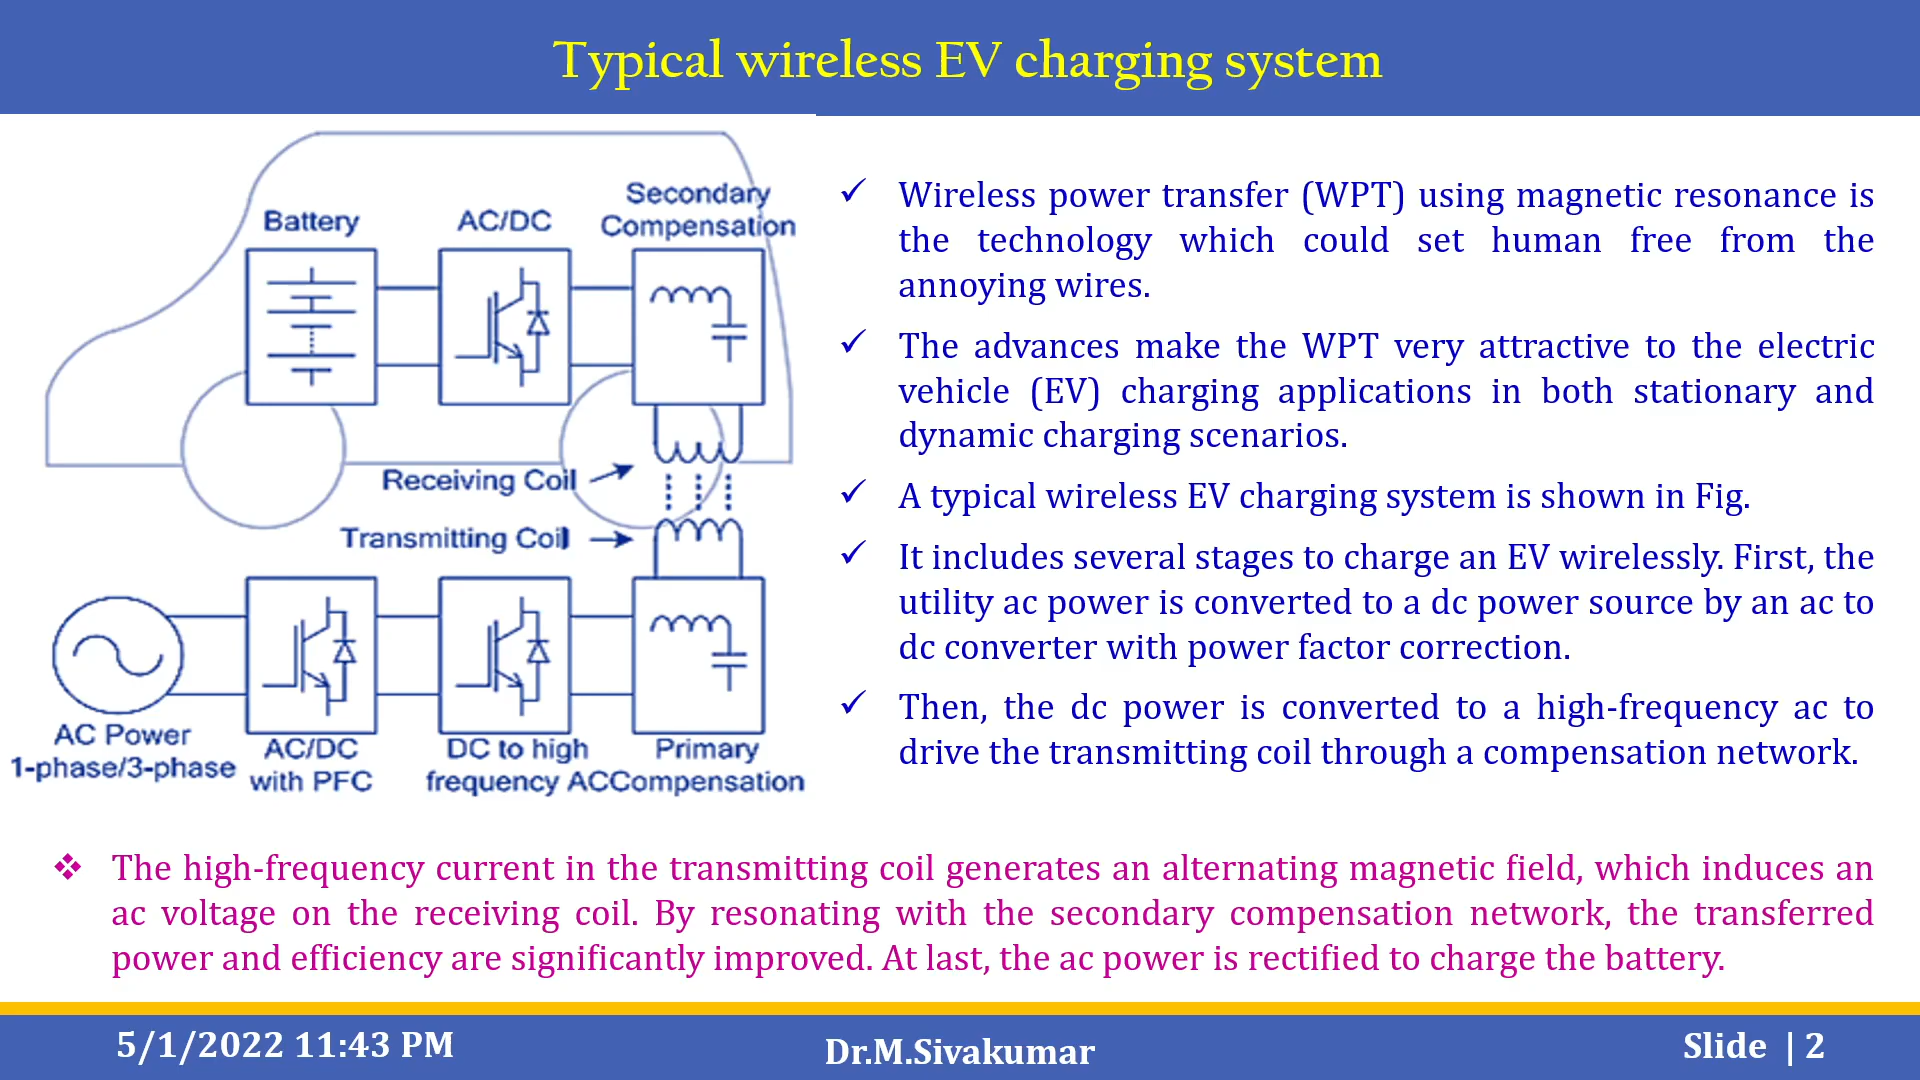 Typical wireless EV charging system
Battery
AC/DC
Secondary
Compensation
Receiving Coil
Transmitting Coil
AC Power
1-phase/3-phase
AC/DC
with PFC
DC to high
frequency AC
Primary
Compensation
✓ Wireless power transfer (WPT) using magnetic resonance is
the technology which could set human free from the
annoying wires.
✓ The advances make the WPT very attractive to the electric
vehicle (EV) charging applications in both stationary and
dynamic charging scenarios.
✓ A typical wireless EV charging system is shown in Fig.
✓ It includes several stages to charge an EV wirelessly. First, the
utility ac power is converted to a dc power source by an ac to
dc converter with power factor correction.
✓ Then, the dc power is converted to a high-frequency ac to
drive the transmitting coil through a compensation network.
❖ The high-frequency current in the transmitting coil generates an alternating magnetic field, which induces an
ac voltage on the receiving coil. By resonating with the secondary compensation network, the transferred
power and efficiency are significantly improved. At last, the ac power is rectified to charge the battery.
5/1/2022 11:43 PM
Dr.M.Sivakumar
Slide | 2